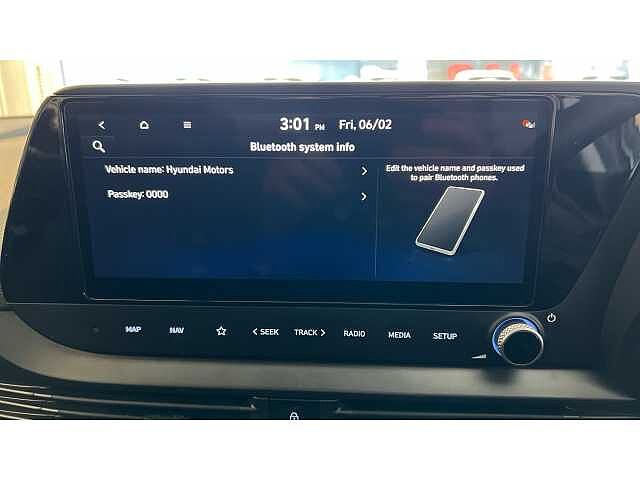 3:01 PM Fri, 06/02
Bluetooth system info
Vehicle name: Hyundai Motors
Passkey: 0000
Edit the vehicle name and passkey used
to pair Bluetooth phones.
MAP NAV SEEK TRACK RADIO MEDIA SETUP